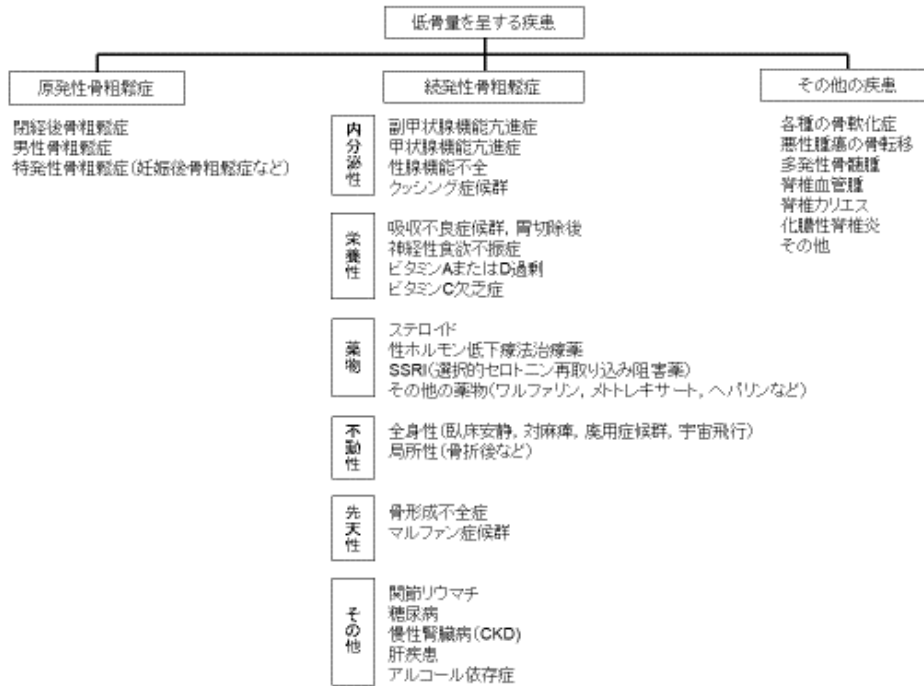 低骨量を呈する疾患
原発性骨粗鬆症
閉経後骨粗鬆症
男性骨粗鬆症
特発性骨粗鬆症(妊娠後骨粗鬆症など)
続発性骨粗鬆症
内分泌性
副甲状腺機能亢進症
甲状腺機能亢進症
性腺機能不全
クッシング症候群
栄養性
吸収不良症候群, 胃切除後
神経性食欲不振症
ビタミンAまたはD過剰
ビタミンC欠乏症
薬物
ステロイド
性ホルモン低下療法治療薬
SSRI(選択的セロトニン再取り込み阻害薬)
その他の薬物(ワルファリン, メトトレキサート, ヘパリンなど)
不動性
全身性(臥床安静, 対麻痺, 廃用症候群, 宇宙飛行)
局所性(骨折後など)
先天性
骨形成不全症
マルファン症候群
その他
関節リウマチ
糖尿病
慢性腎臓病(CKD)
肝疾患
アルコール依存症
その他の疾患
各種の骨軟化症
悪性腫瘍の骨転移
多発性骨髄腫
脊椎血管腫
脊椎カリエス
化膿性脊椎炎
その他